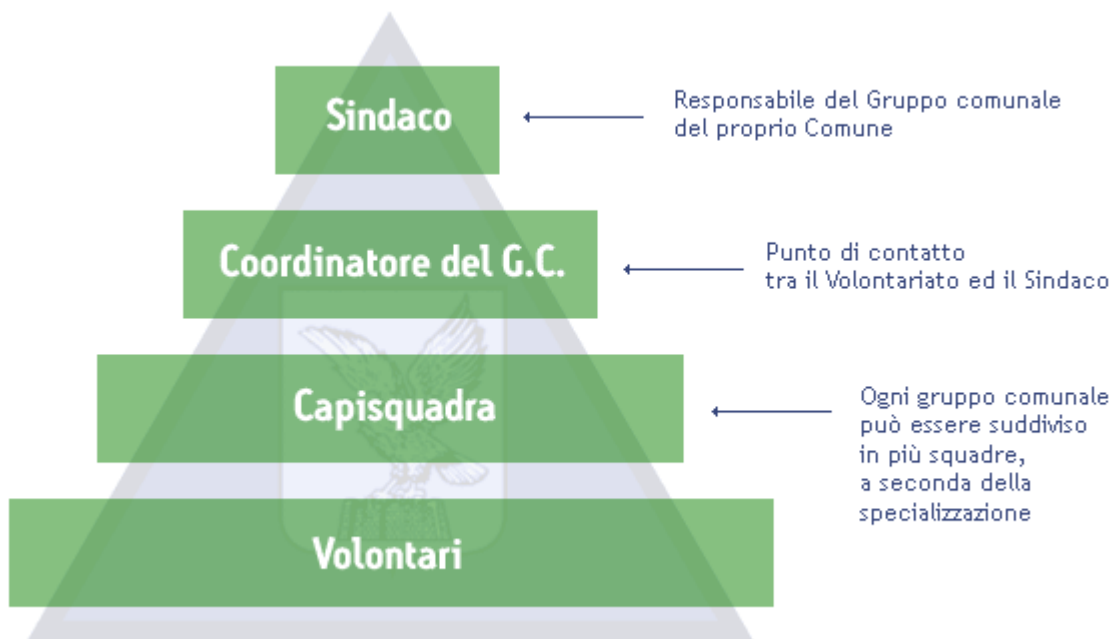 Sindaco
Responsabile del Gruppo comunale
del proprio Comune
Coordinatore del G.C.
Punto di contatto
tra il Volontariato ed il Sindaco
Capisquadra
Ogni gruppo comunale
può essere suddiviso
in più squadre,
a seconda della
specializzazione
Volontari